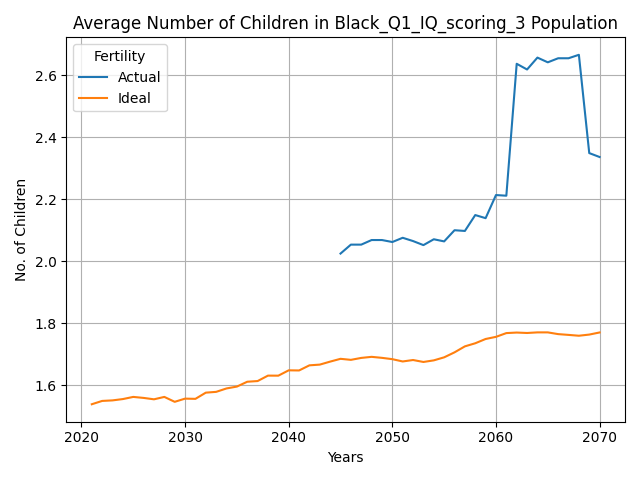 Average Number of Children in Black_Q1_IQ_scoring_3 Population
Fertility
Actual
Ideal
No. of Children
2.6
2.4
2.2
2.0
1.8
1.6
2020 2030 2040 2050 2060 2070
Years